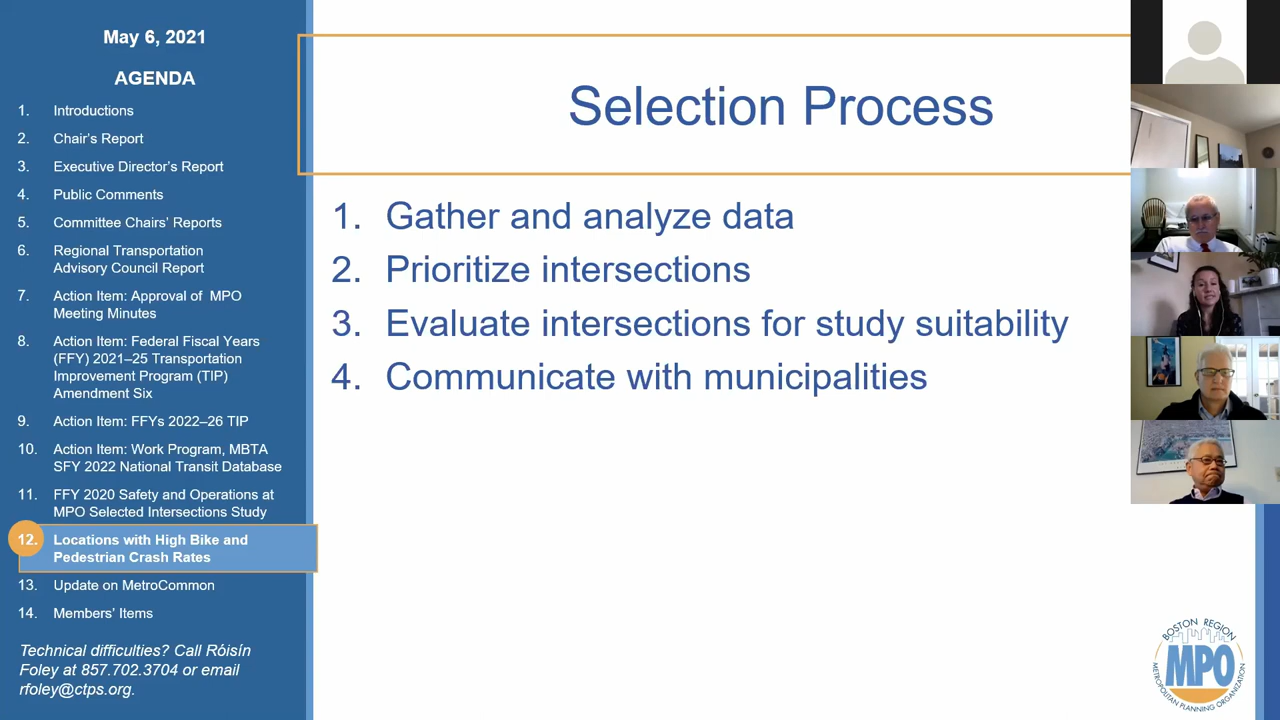 May 6, 2021
AGENDA
1. Introductions
2. Chair's Report
3. Executive Director's Report
4. Public Comments
5. Committee Chairs' Reports
6. Regional Transportation
Advisory Council Report
7. Action Item: Approval of MPO
Meeting Minutes
8. Action Item: Federal Fiscal Years
(FFY) 2021–25 Transportation
Improvement Program (TIP)
Amendment Six
9. Action Item: FFYs 2022–26 TIP
10. Action Item: Work Program, MBTA
SFY 2022 National Transit Database
11. FFY 2020 Safety and Operations at
MPO Selected Intersections Study
12. Locations with High Bike and
Pedestrian Crash Rates
13. Update on MetroCommon
14. Members' Items
Technical difficulties? Call Róisín
Foley at 857.702.3704 or email
rfoley@ctps.org.
Selection Process
1. Gather and analyze data
2. Prioritize intersections
3. Evaluate intersections for study suitability
4. Communicate with municipalities
BOSTON REGION
MPO
METROPOLITAN PLANNING ORGANIZATION